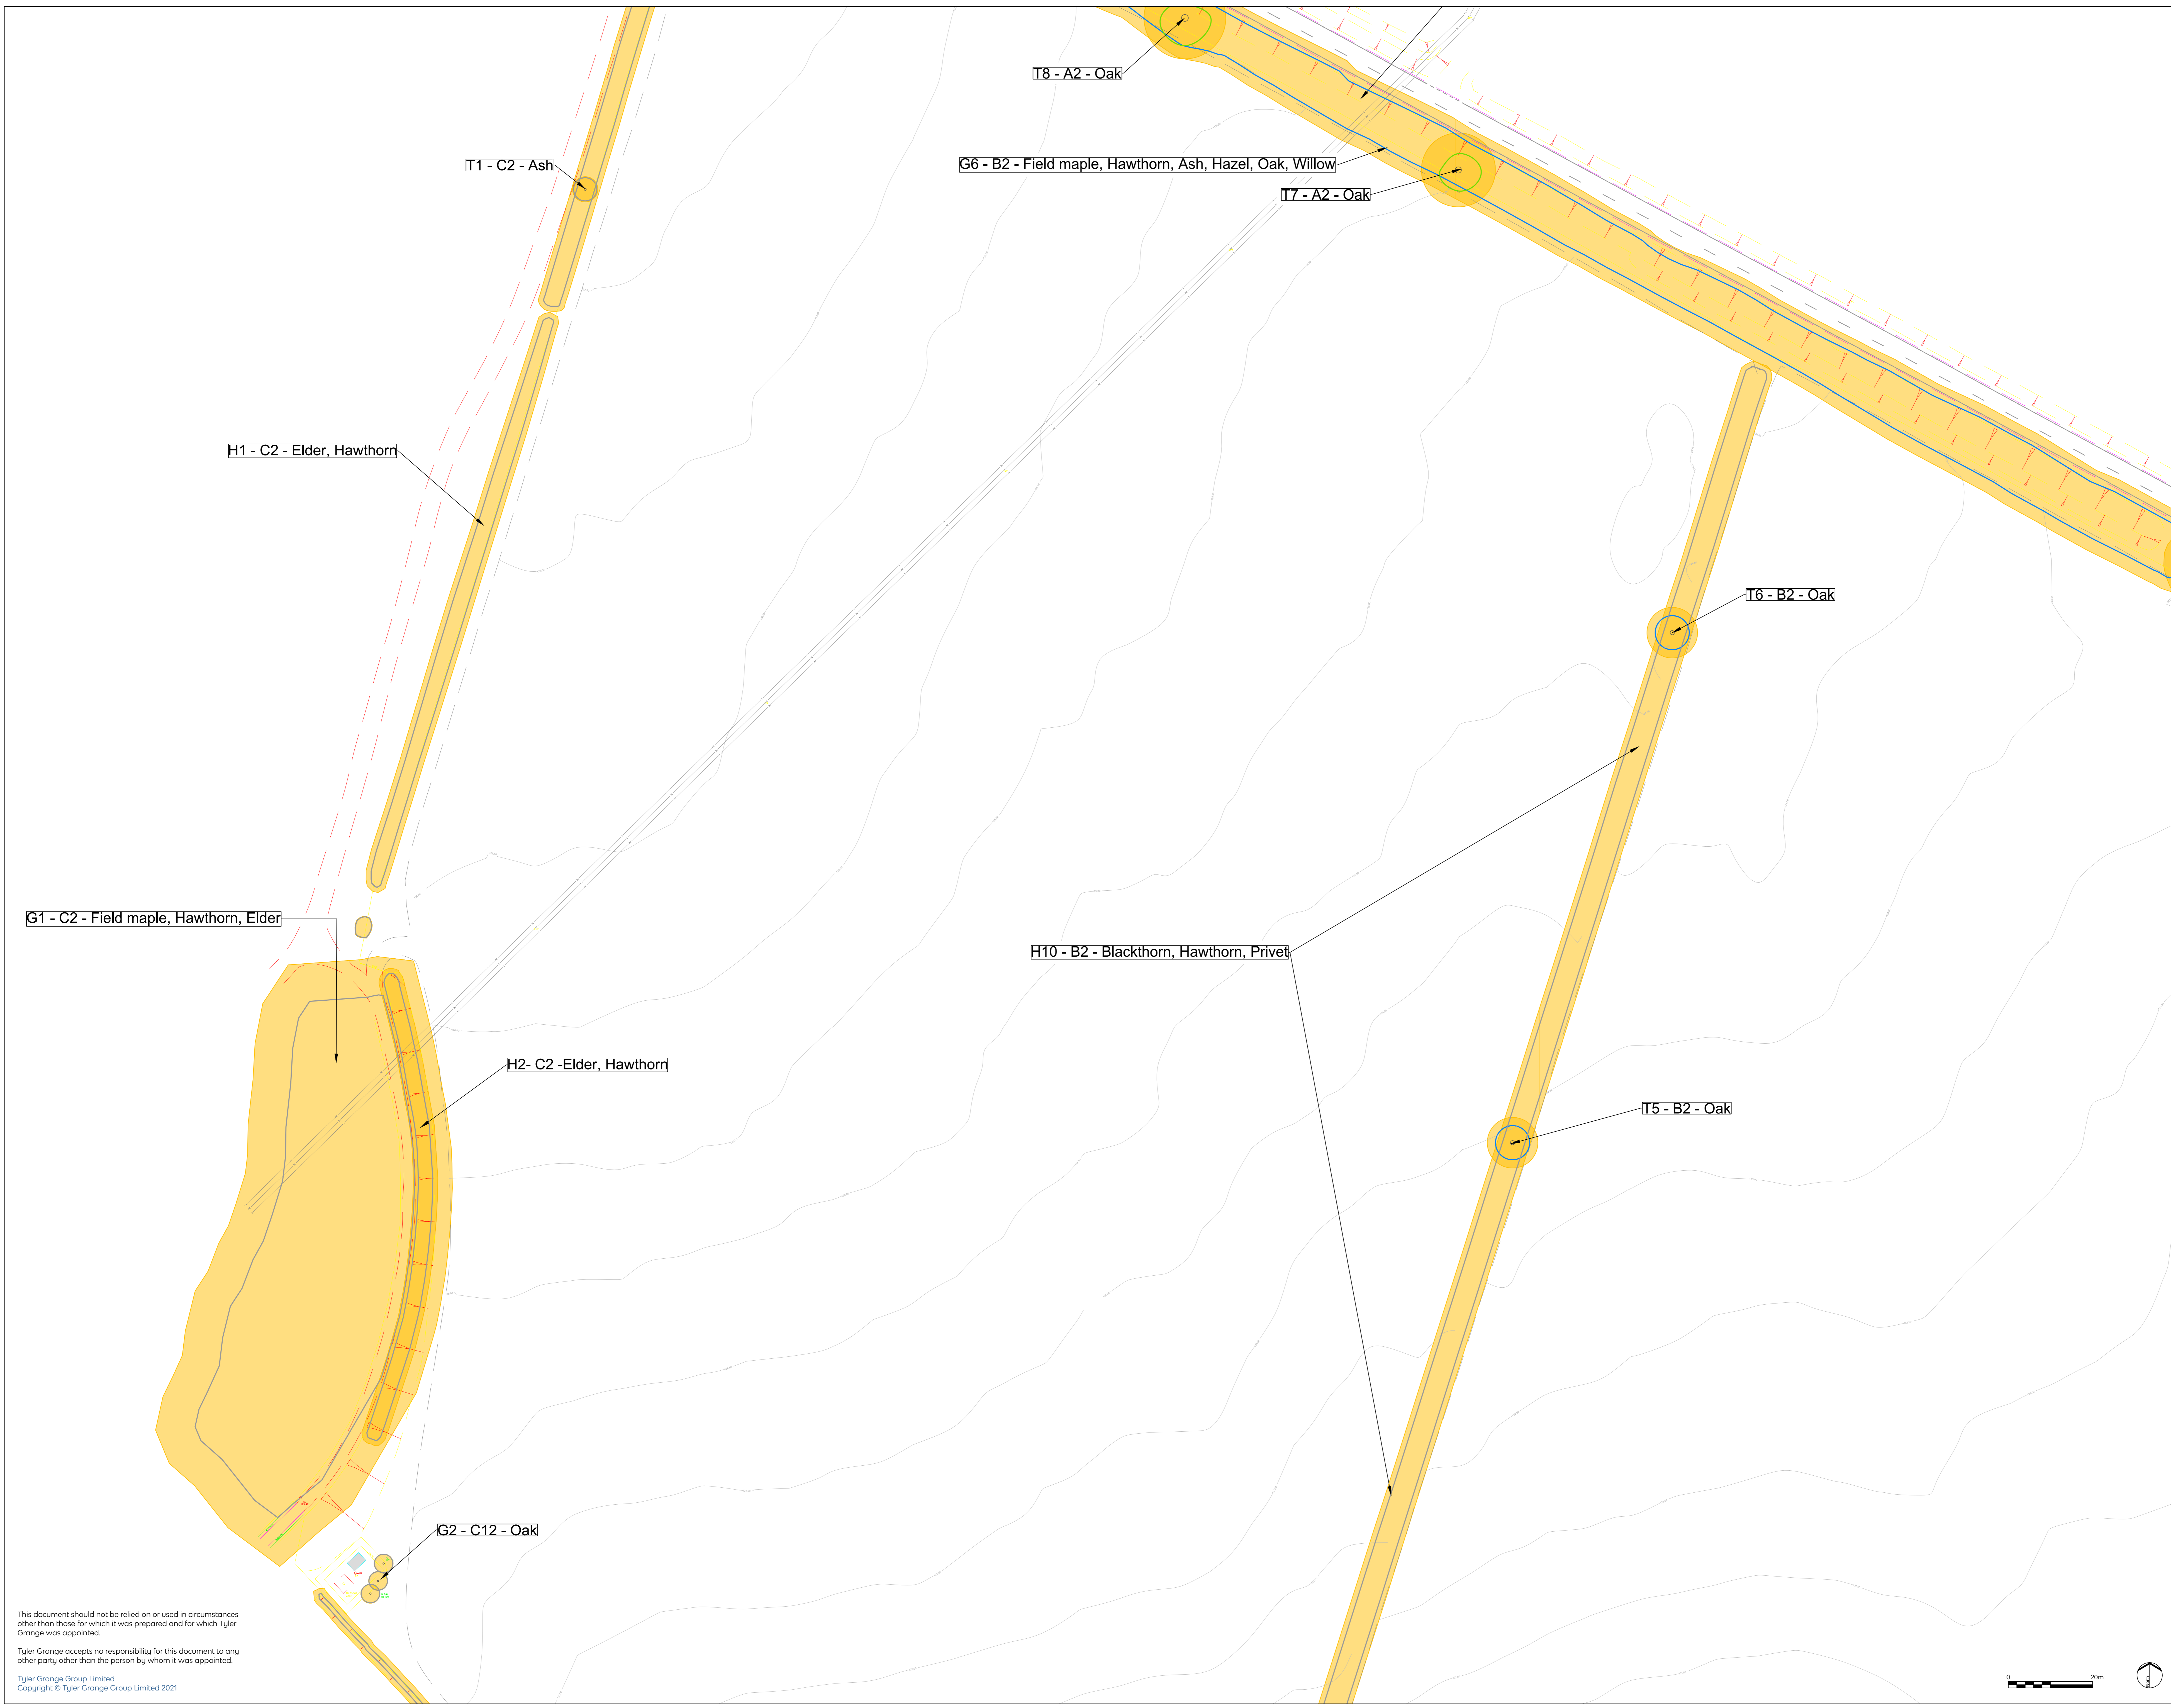 T8 - A2 - Oak
T1 - C2 - Ash
G6 - B2 - Field maple, Hawthorn, Ash, Hazel, Oak, Willow
T7 - A2 - Oak
H1 - C2 - Elder, Hawthorn
T6 - B2 - Oak
G1 - C2 - Field maple, Hawthorn, Elder
H10 - B2 - Blackthorn, Hawthorn, Privet
H2- C2 -Elder, Hawthorn
T5 - B2 - Oak
G2 - C12 - Oak
This document should not be relied on or used in circumstances
other than those for which it was prepared and for which Tyler
Grange was appointed.
Tyler Grange accepts no responsibility for this document to any
other party other than the person by whom it was appointed.
Tyler Grange Group Limited
Copyright © Tyler Grange Group Limited 2021
0 20m